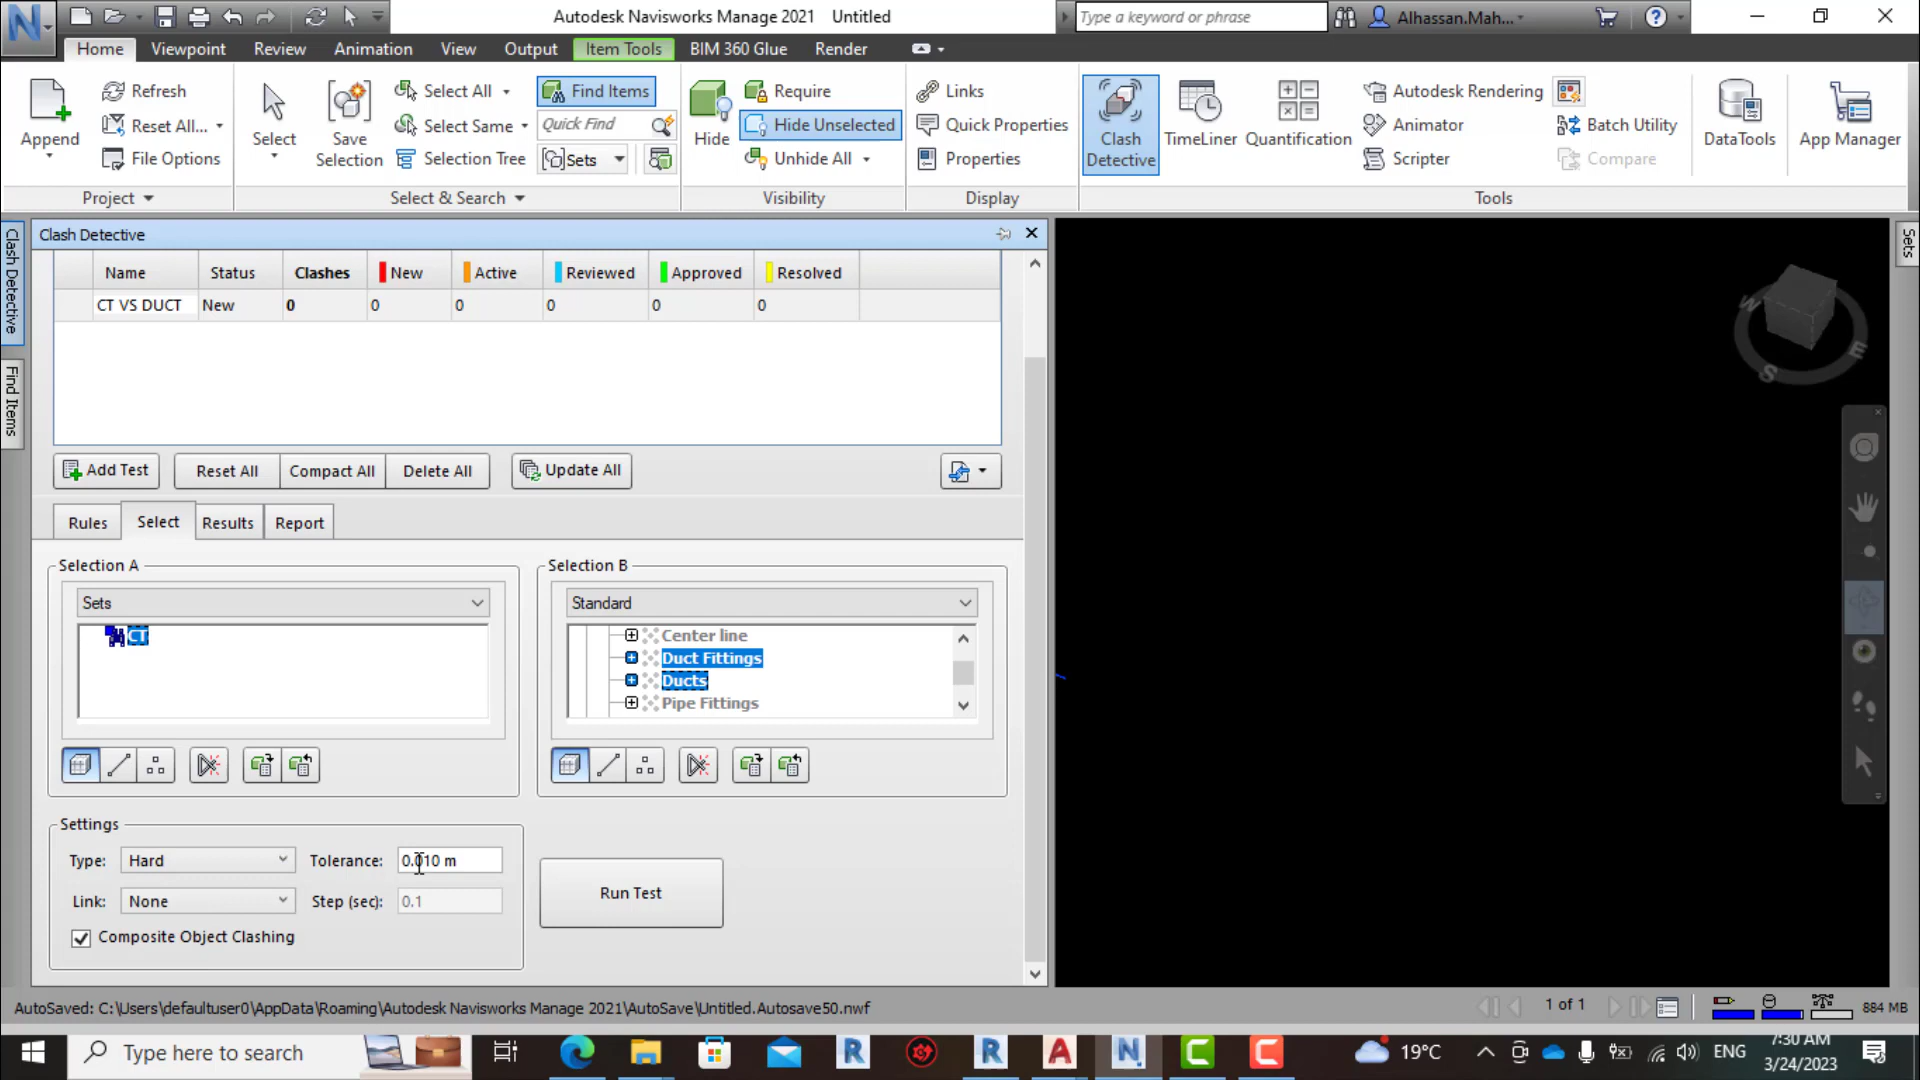 Autodesk Navisworks Manage 2021 Untitled
Type a keyword or phrase
Alhassan.Mah...
Home Viewpoint Review Animation View Output Item Tools BIM 360 Glue Render
Append
Refresh
Reset All...
File Options
Project
Select
Save Selection
Select All
Select Same
Selection Tree
Find Items
Quick Find
Sets
Select & Search
Hide
Require
Hide Unselected
Unhide All
Visibility
Links
Quick Properties
Properties
Display
Clash Detective
TimeLiner
Quantification
Autodesk Rendering
Animator
Scripter
Batch Utility
Compare
DataTools
App Manager
Tools
Clash Detective
Find Items
Sets
Clash Detective
Name Status Clashes New Active Reviewed Approved Resolved
CT VS DUCT New 0 0 0 0 0 0
Add Test Reset All Compact All Delete All Update All
Rules Select Results Report
Selection A
Sets
CT
Selection B
Standard
Center line
Duct Fittings
Ducts
Pipe Fittings
Settings
Type: Hard Tolerance: 0.010 m
Link: None Step (sec): 0.1
Composite Object Clashing
Run Test
W
S
E
AutoSaved: C:\Users\defaultuser0\AppData\Roaming\Autodesk Navisworks Manage 2021\AutoSave\Untitled.Autosave50.nwf
1 of 1
884 MB
Type here to search
19°C
ENG
7:30 AM
3/24/2023